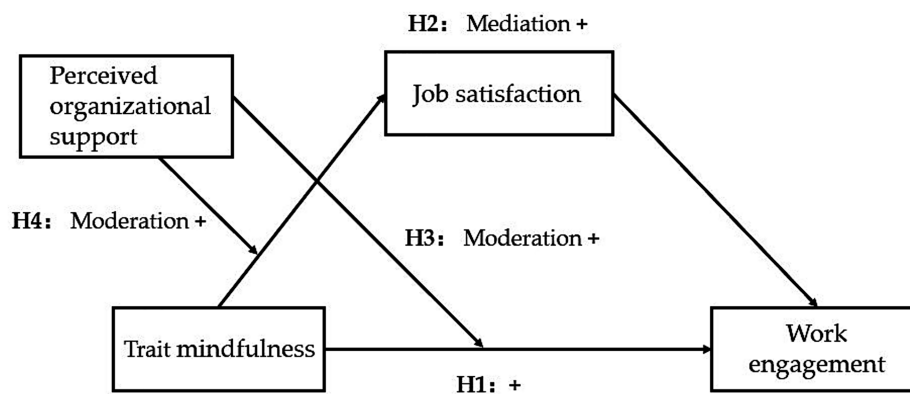 H2: Mediation +
Perceived
organizational
support
Job satisfaction
H4: Moderation +
H3: Moderation +
Trait mindfulness
Work
engagement
H1: +